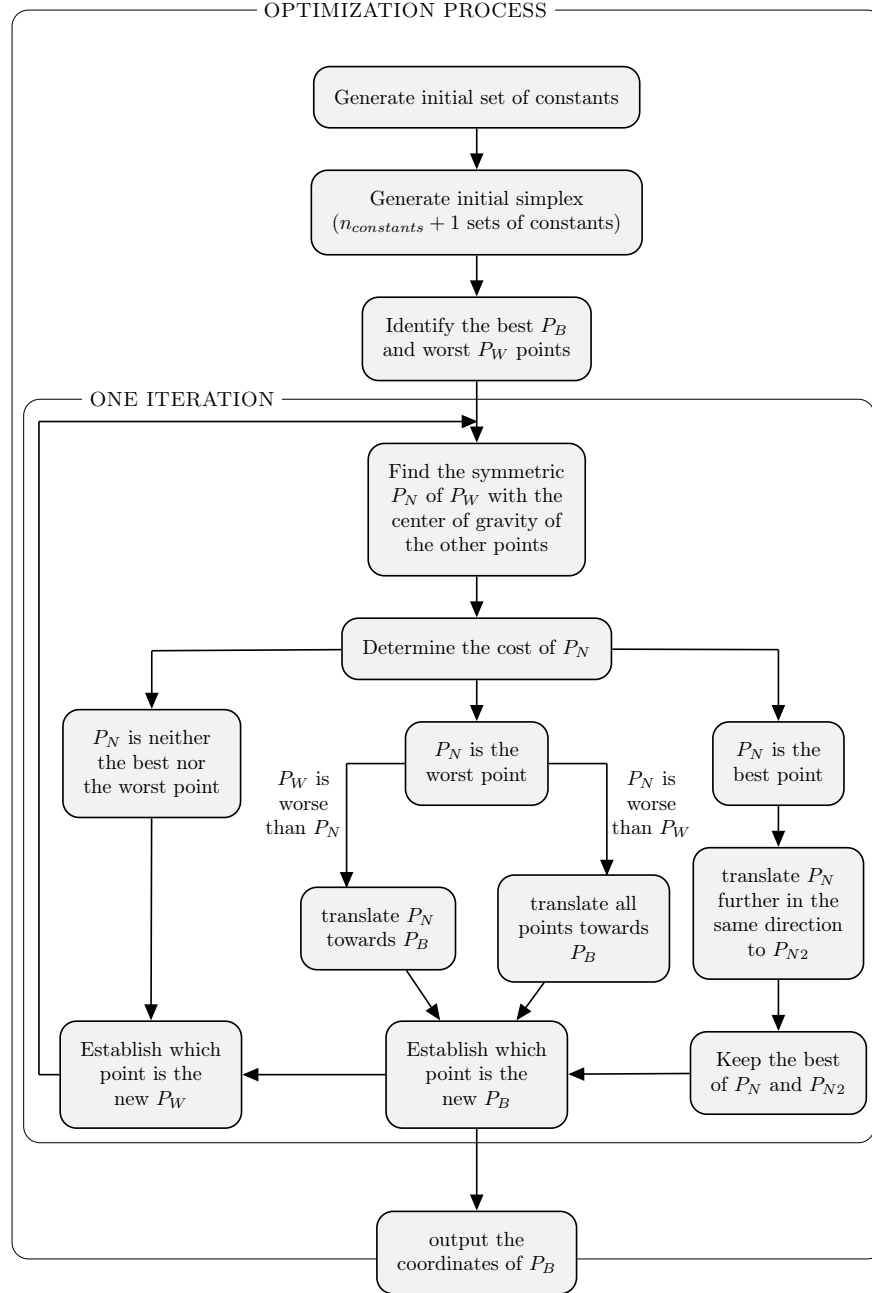 OPTIMIZATION PROCESS
Generate initial set of constants
Generate initial simplex
(n_constants + 1 sets of constants)
Identify the best P_B
and worst P_W points
ONE ITERATION
Find the symmetric
P_N of P_W with the
center of gravity of
the other points
Determine the cost of P_N
P_N is neither
the best nor
the worst point
P_N is the
worst point
P_N is the
best point
P_W is
worse
than P_N
P_N is
worse
than P_W
translate P_N
towards P_B
translate all
points towards
P_B
translate P_N
further in the
same direction
to P_N2
Establish which
point is the
new P_W
Establish which
point is the
new P_B
Keep the best
of P_N and P_N2
output the
coordinates of P_B